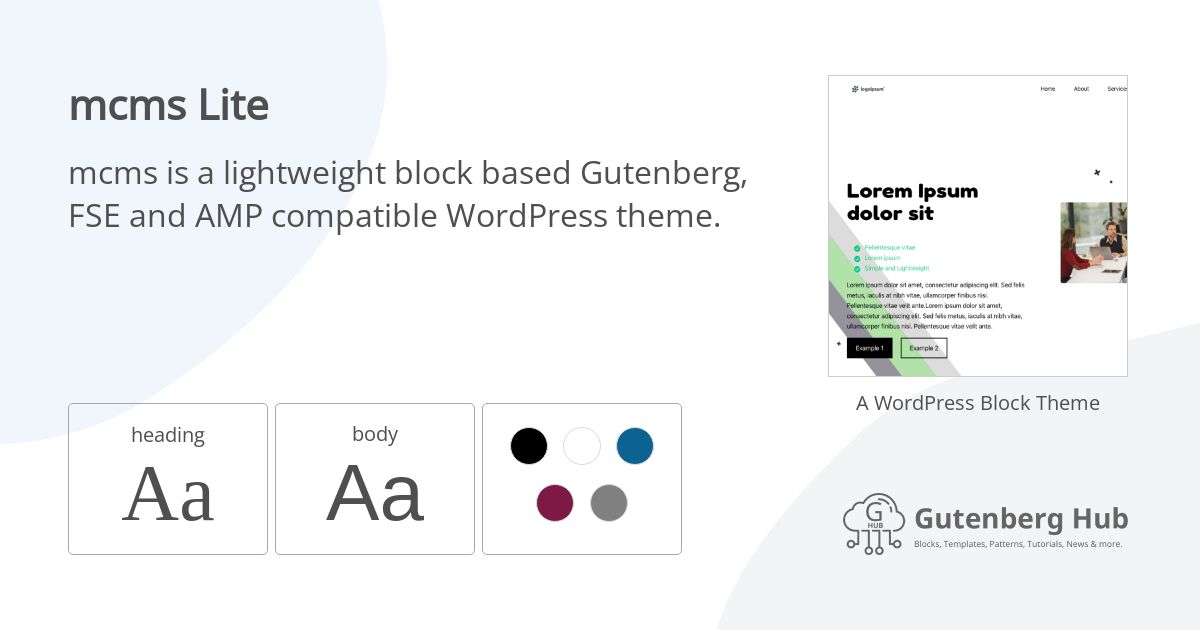 mcms Lite
mcms is a lightweight block based Gutenberg,
FSE and AMP compatible WordPress theme.
heading
Aa
body
Aa
logoipsum
Home About Service
Lorem Ipsum
dolor sit
Pellentesque vitae
Lorem ipsum
Simple and Lightweight
Lorem ipsum dolor sit amet, consectetur adipiscing elit. Sed felis
metus, iaculis at nibh vitae, ullamcorper finibus nisi.
Pellentesque vitae velit ante.Lorem ipsum dolor sit amet,
consectetur adipiscing elit. Sed felis metus, iaculis at nibh vitae,
ullamcorper finibus nisi. Pellentesque vitae velit ante.
Example 1 Example 2
A WordPress Block Theme
G
HUB
Gutenberg Hub
Blocks, Templates, Patterns, Tutorials, News & more.